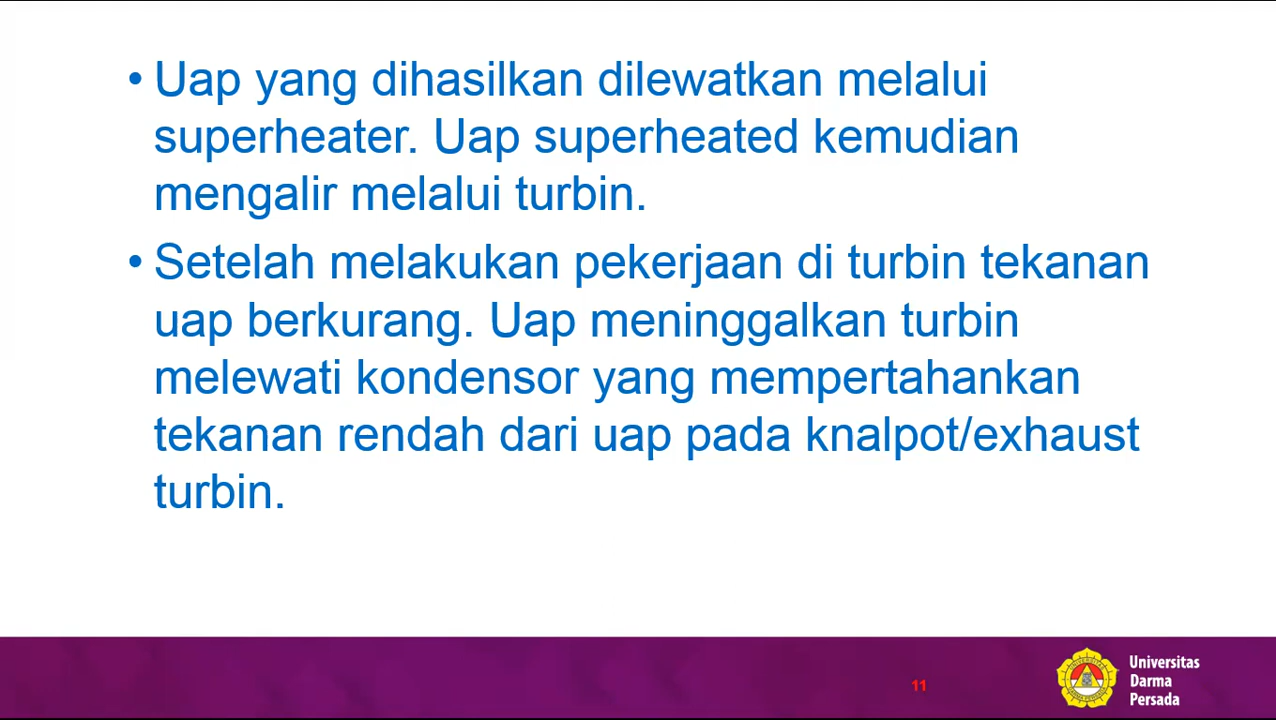 • Uap yang dihasilkan dilewatkan melalui
superheater. Uap superheated kemudian
mengalir melalui turbin.
• Setelah melakukan pekerjaan di turbin tekanan
uap berkurang. Uap meninggalkan turbin
melewati kondensor yang mempertahankan
tekanan rendah dari uap pada knalpot/exhaust
turbin.
11
Universitas
Darma
Persada